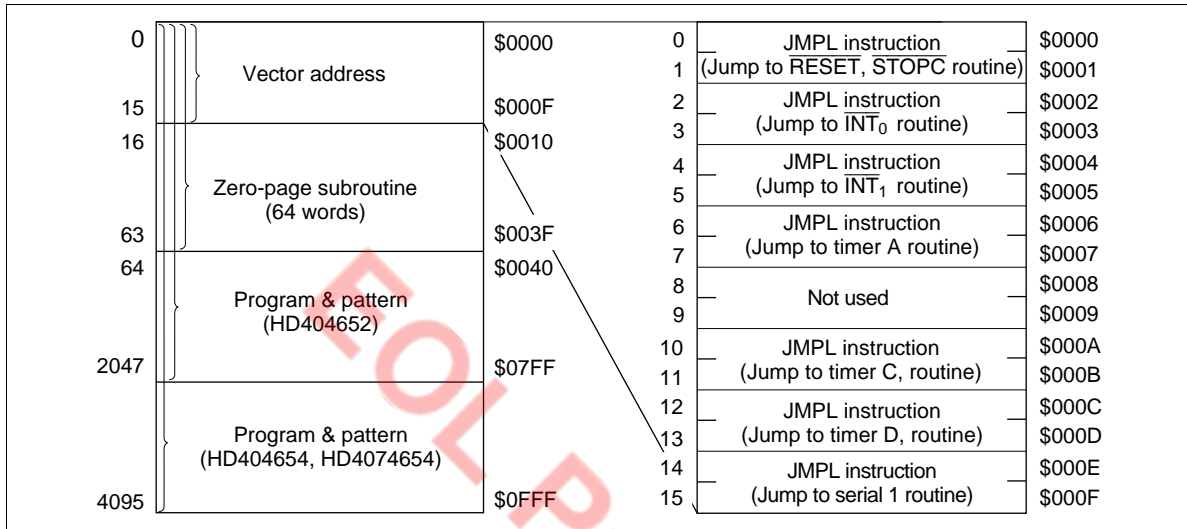 0
$0000
Vector address
15
$000F
16
$0010
Zero-page subroutine
(64 words)
63
$003F
64
$0040
Program & pattern
(HD404652)
2047
$07FF
Program & pattern
(HD404654, HD4074654)
4095
$0FFF
0
JMPL instruction
$0000
1
(Jump to RESET, STOPC routine)
$0001
2
JMPL instruction
$0002
3
(Jump to INT0 routine)
$0003
4
JMPL instruction
$0004
5
(Jump to INT1 routine)
$0005
6
JMPL instruction
$0006
7
(Jump to timer A routine)
$0007
8
Not used
$0008
9
$0009
10
JMPL instruction
$000A
11
(Jump to timer C, routine)
$000B
12
JMPL instruction
$000C
13
(Jump to timer D, routine)
$000D
14
JMPL instruction
$000E
15
(Jump to serial 1 routine)
$000F
EOL P